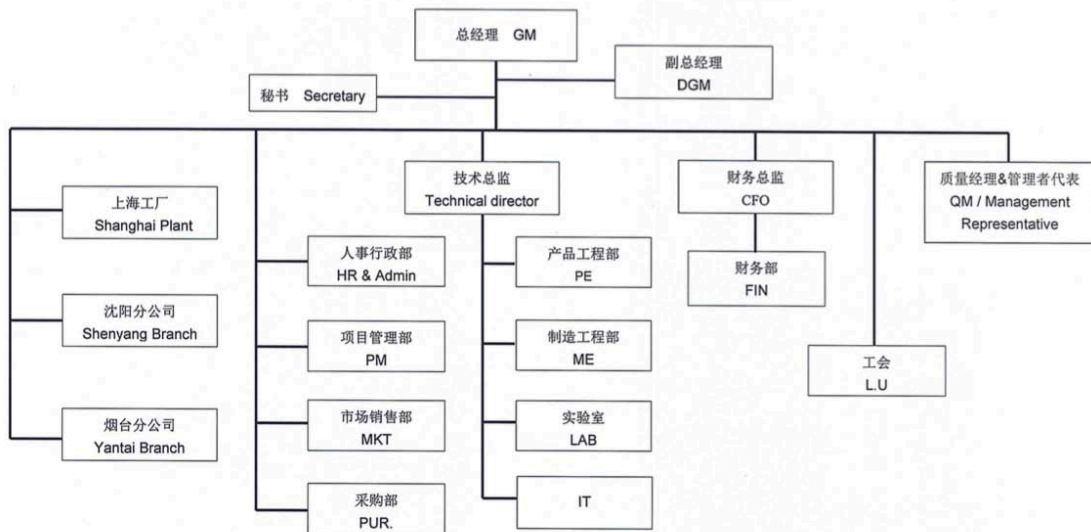 总经理 GM
副总经理
DGM
秘书 Secretary
上海工厂
Shanghai Plant
沈阳分公司
Shenyang Branch
烟台分公司
Yantai Branch
人事行政部
HR & Admin
项目管理部
PM
市场销售部
MKT
采购部
PUR.
技术总监
Technical director
产品工程部
PE
制造工程部
ME
实验室
LAB
IT
财务总监
CFO
财务部
FIN
工会
L.U
质量经理&管理者代表
QM / Management
Representative